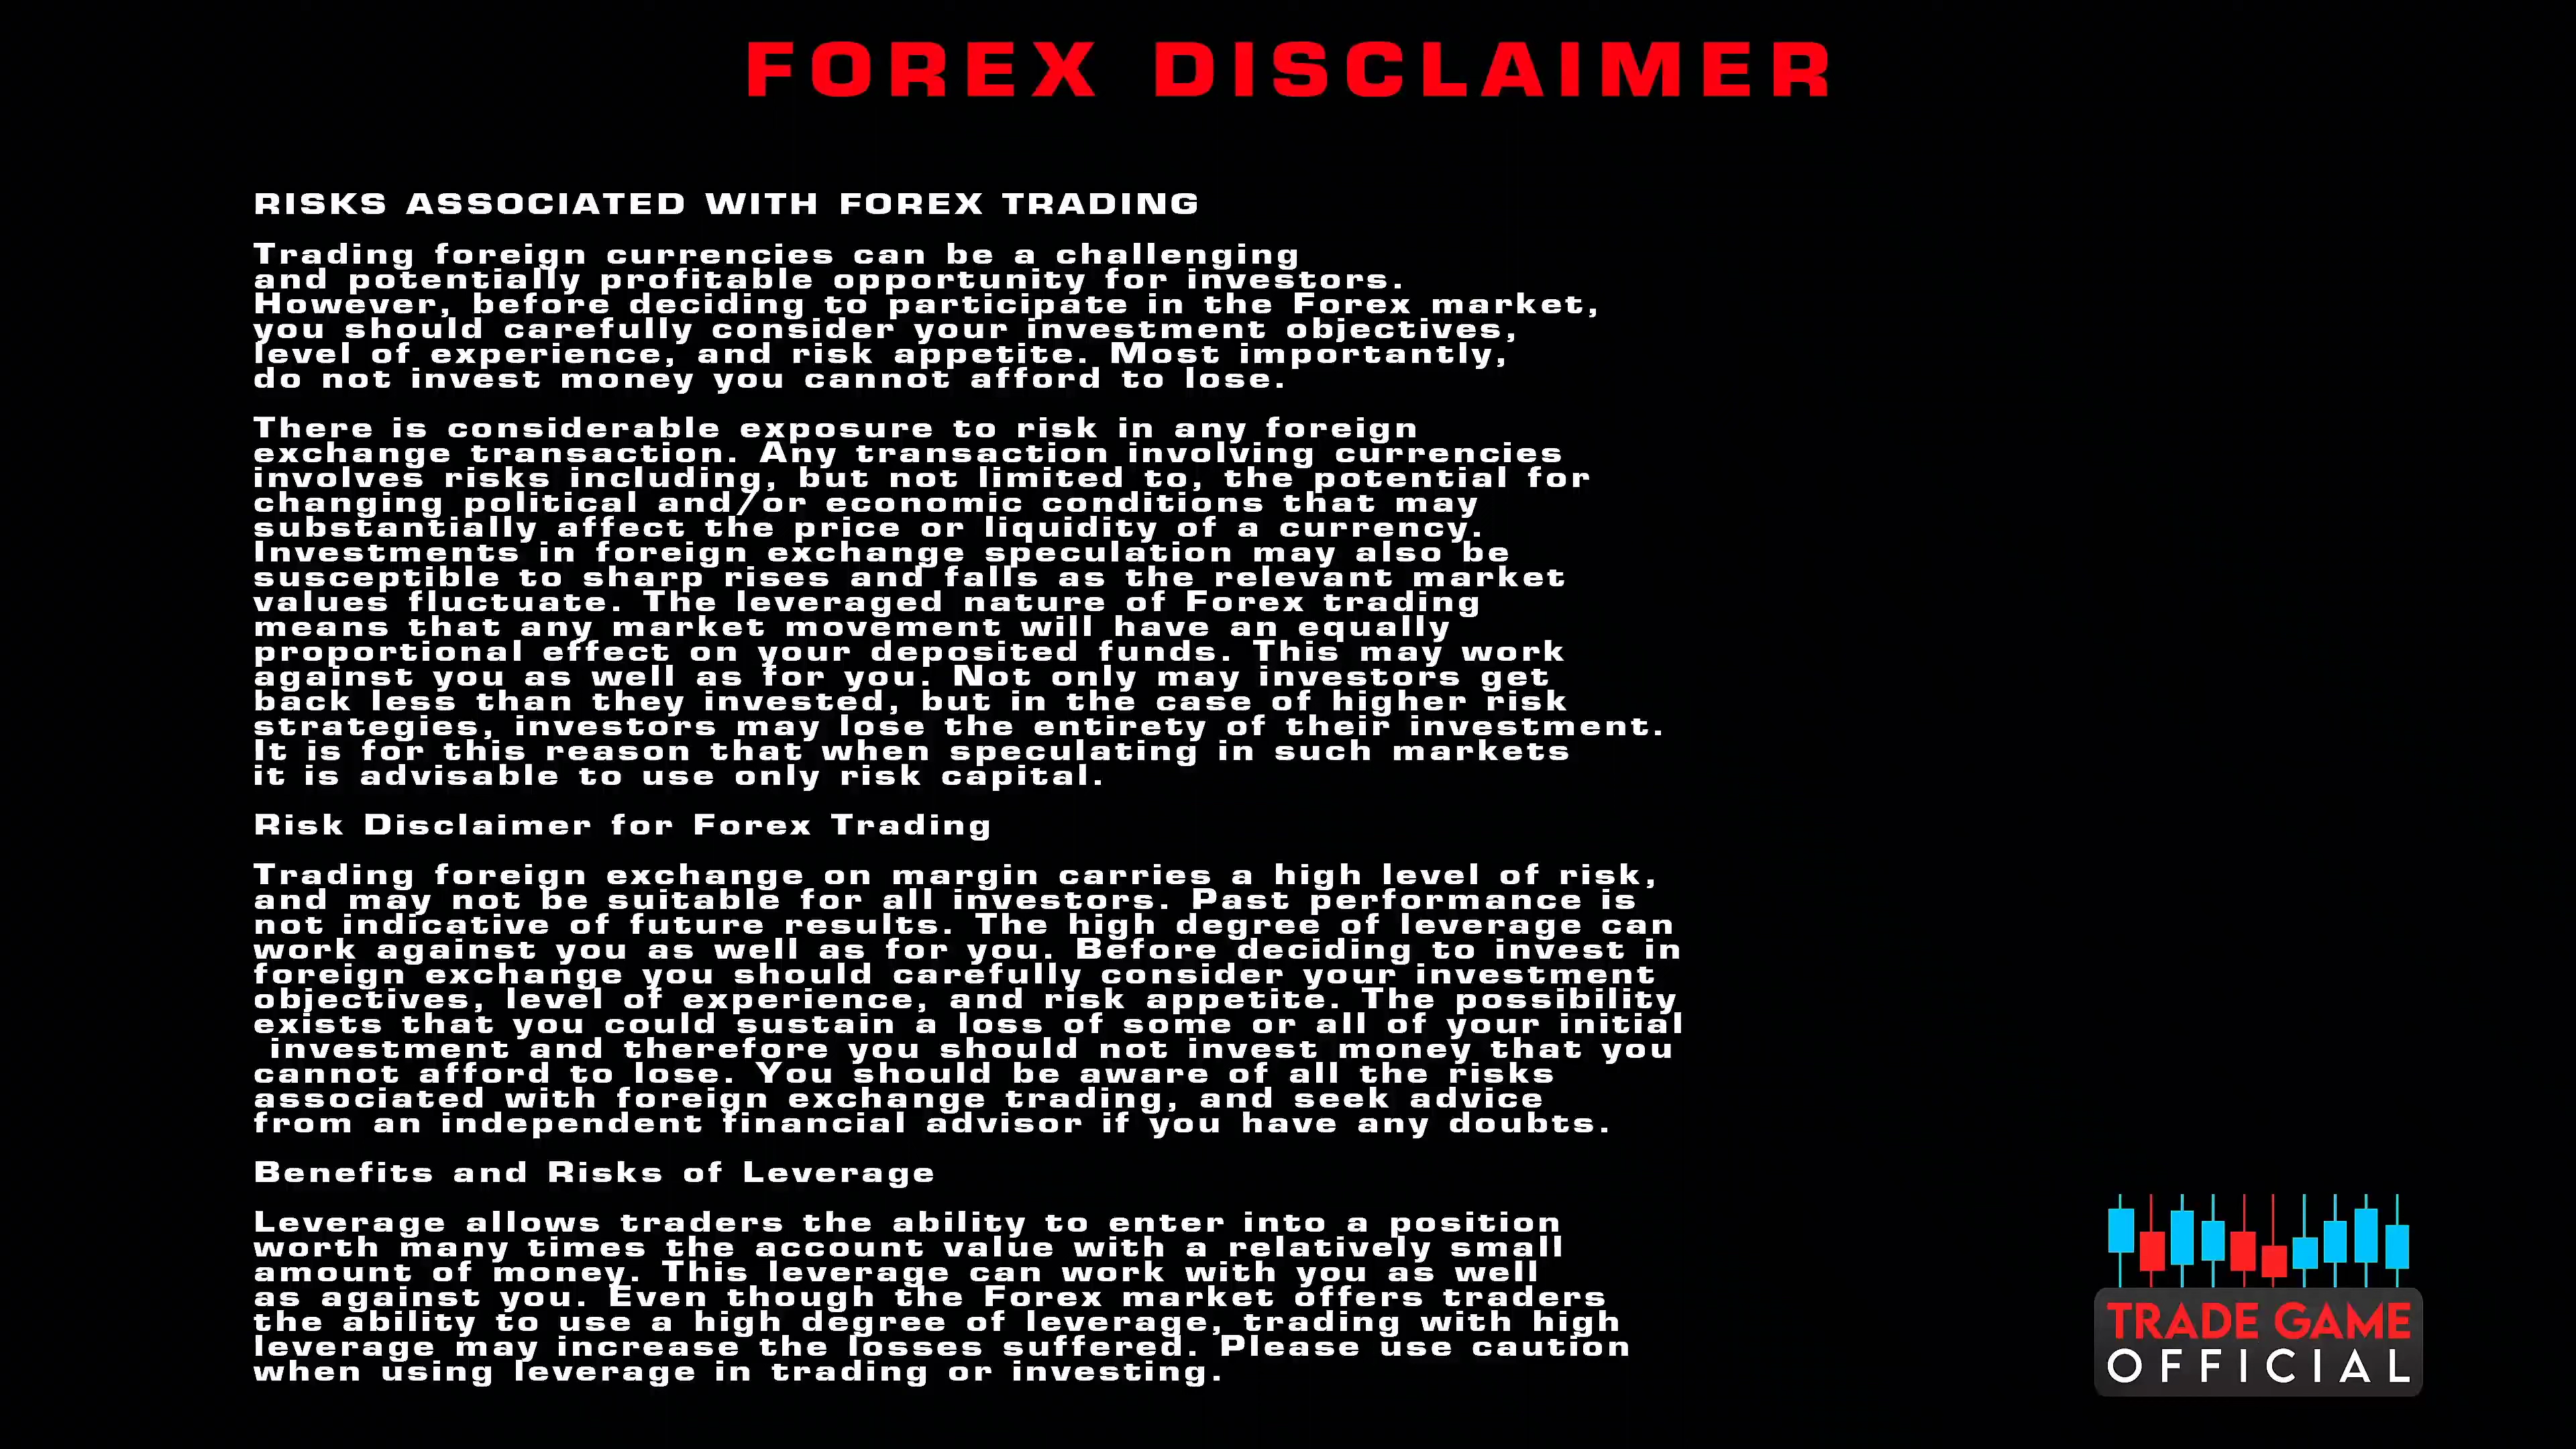 FOREX DISCLAIMER
RISKS ASSOCIATED WITH FOREX TRADING
Trading foreign currencies can be a challenging
and potentially profitable opportunity for investors.
However, before deciding to participate in the Forex market,
you should carefully consider your investment objectives,
level of experience, and risk appetite. Most importantly,
do not invest money you cannot afford to lose.
There is considerable exposure to risk in any foreign
exchange transaction. Any transaction involving currencies
involves risks including, but not limited to, the potential for
changing political and/or economic conditions that may
substantially affect the price or liquidity of a currency.
Investments in foreign exchange speculation may also be
susceptible to sharp rises and falls as the relevant market
values fluctuate. The leveraged nature of Forex trading
means that any market movement will have an equally
proportional effect on your deposited funds. This may work
against you as well as for you. Not only may investors get
back less than they invested, but in the case of higher risk
strategies, investors may lose the entirety of their investment.
It is for this reason that when speculating in such markets
it is advisable to use only risk capital.
Risk Disclaimer for Forex Trading
Trading foreign exchange on margin carries a high level of risk,
and may not be suitable for all investors. Past performance is
not indicative of future results. The high degree of leverage can
work against you as well as for you. Before deciding to invest in
foreign exchange you should carefully consider your investment
objectives, level of experience, and risk appetite. The possibility
exists that you could sustain a loss of some or all of your initial
investment and therefore you should not invest money that you
cannot afford to lose. You should be aware of all the risks
associated with foreign exchange trading, and seek advice
from an independent financial advisor if you have any doubts.
Benefits and Risks of Leverage
Leverage allows traders the ability to enter into a position
worth many times the account value with a relatively small
amount of money. This leverage can work with you as well
as against you. Even though the Forex market offers traders
the ability to use a high degree of leverage, trading with high
leverage may increase the losses suffered. Please use caution
when using leverage in trading or investing.
TRADE GAME
OFFICIAL